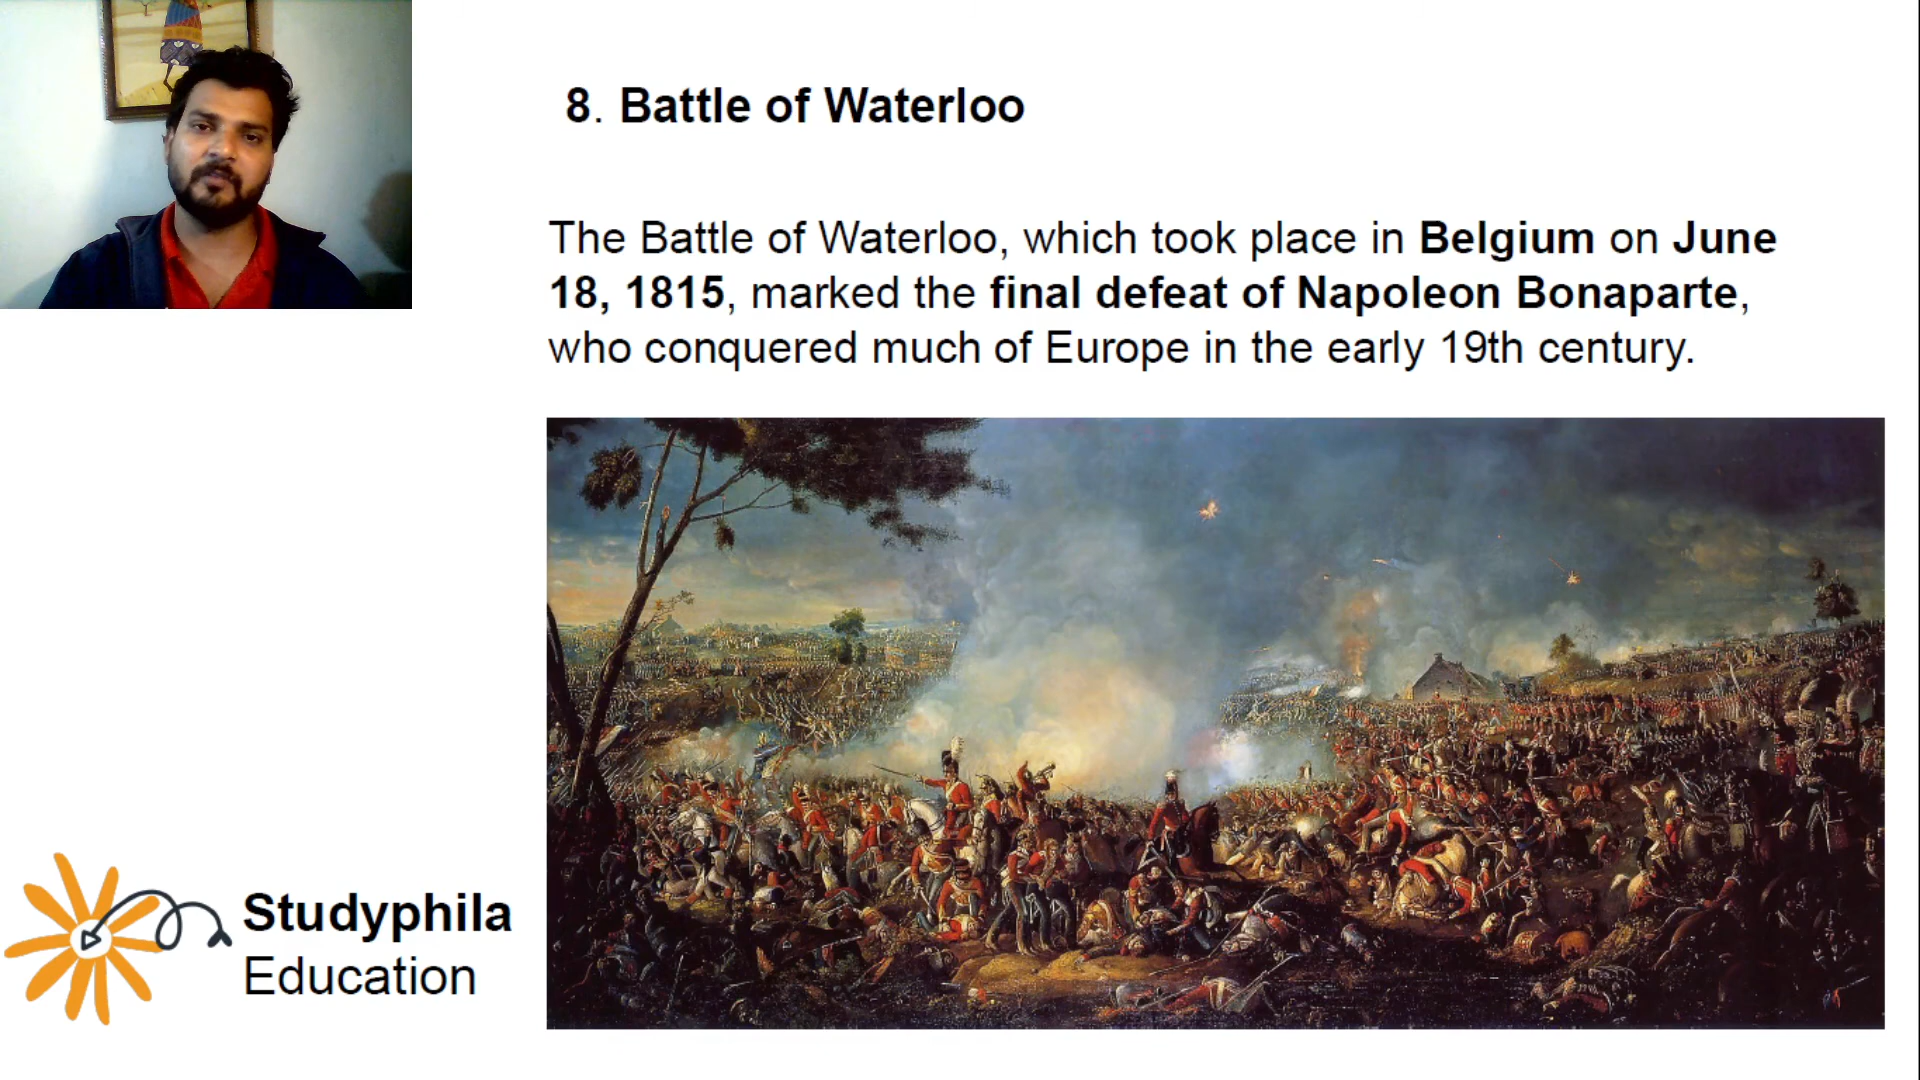 8. Battle of Waterloo
The Battle of Waterloo, which took place in Belgium on June
18, 1815, marked the final defeat of Napoleon Bonaparte,
who conquered much of Europe in the early 19th century.
Studyphila
Education